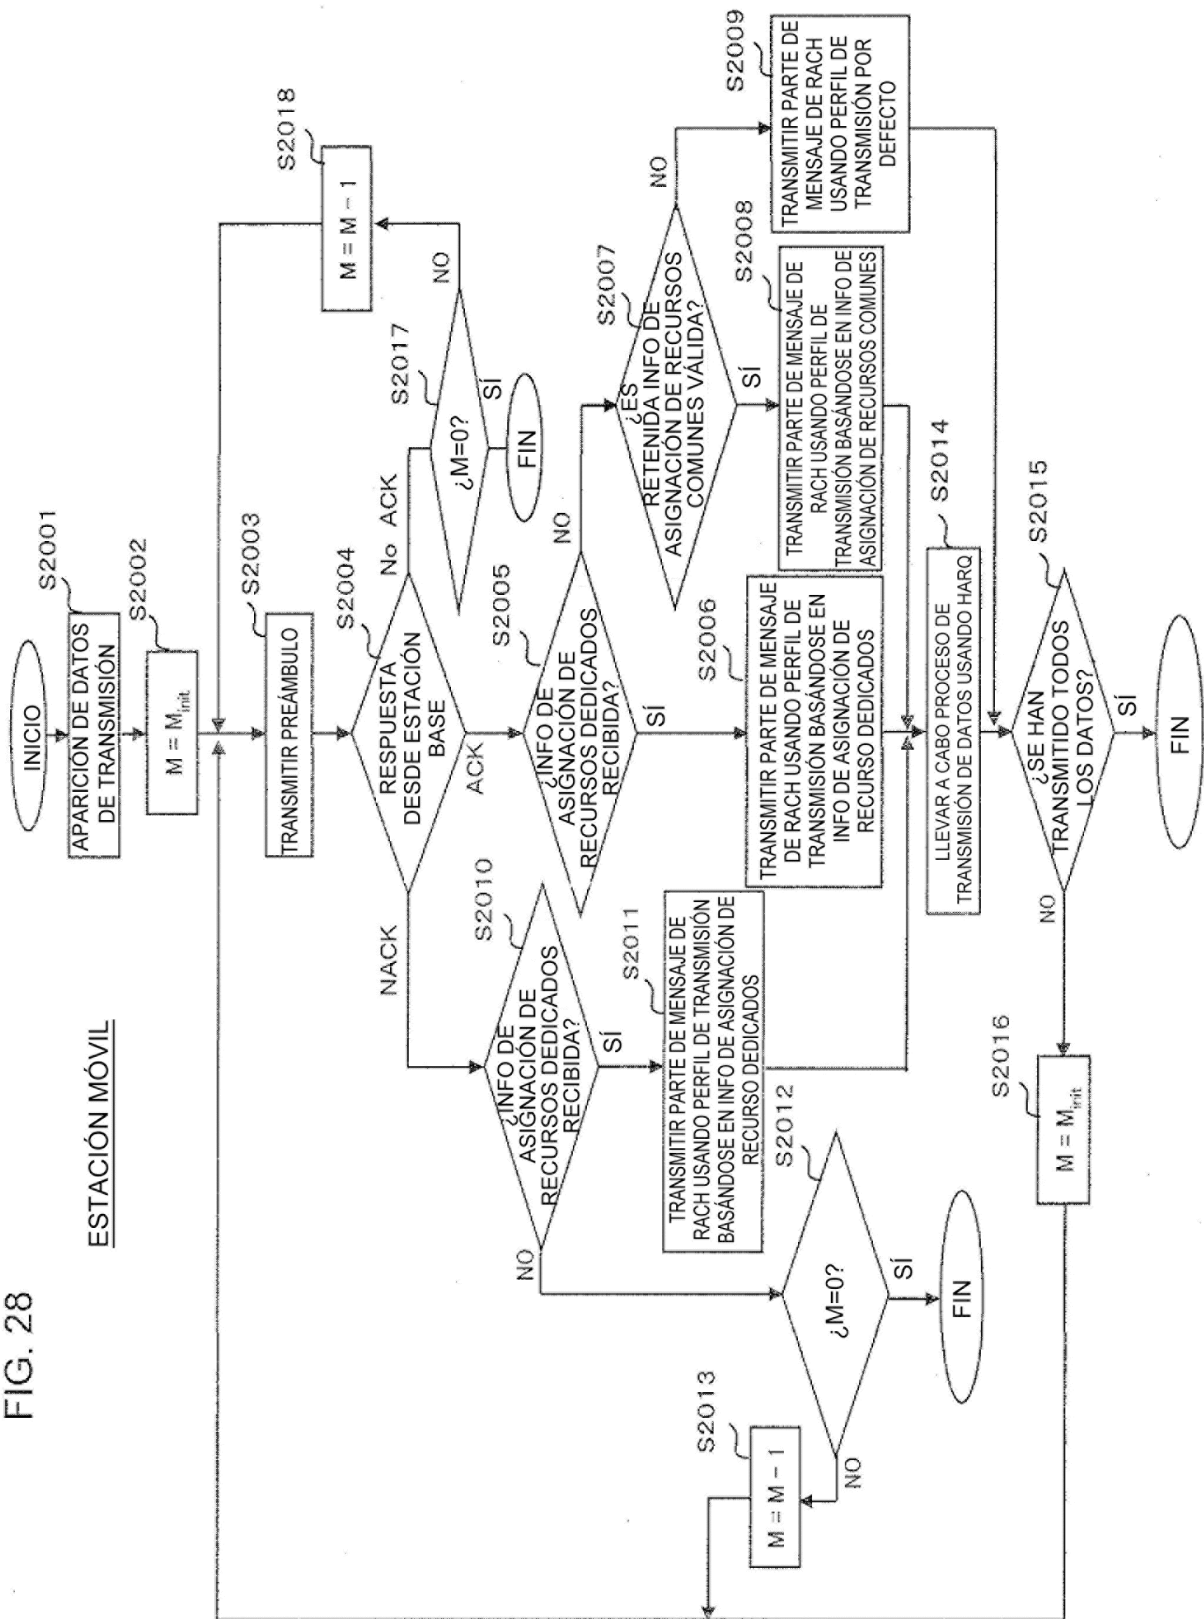 FIG. 28
ESTACIÓN MÓVIL
INICIO
S2001
APARICIÓN DE DATOS
DE TRANSMISIÓN
S2002
M = Minit
S2003
TRANSMITIR PREÁMBULO
S2004
RESPUESTA
DESDE ESTACIÓN
BASE
NACK
ACK
No ACK
S2017
¿M=0?
SÍ
FIN
NO
S2018
M = M − 1
S2005
¿INFO DE
ASIGNACIÓN DE
RECURSOS DEDICADOS
RECIBIDA?
NO
SÍ
S2006
TRANSMITIR PARTE DE MENSAJE
DE RACH USANDO PERFIL DE
TRANSMISIÓN BASÁNDOSE EN
INFO DE ASIGNACIÓN DE
RECURSO DEDICADOS
S2007
¿ES
RETENIDA INFO DE
ASIGNACIÓN DE RECURSOS
COMUNES VÁLIDA?
NO
SÍ
S2008
TRANSMITIR PARTE DE MENSAJE DE
RACH USANDO PERFIL DE
TRANSMISIÓN BASÁNDOSE EN INFO DE
ASIGNACIÓN DE RECURSOS COMUNES
S2009
TRANSMITIR PARTE DE
MENSAJE DE RACH
USANDO PERFIL DE
TRANSMISIÓN POR
DEFECTO
S2010
¿INFO DE
ASIGNACIÓN DE
RECURSOS DEDICADOS
RECIBIDA?
NO
SÍ
S2011
TRANSMITIR PARTE DE MENSAJE DE
RACH USANDO PERFIL DE TRANSMISIÓN
BASÁNDOSE EN INFO DE ASIGNACIÓN DE
RECURSO DEDICADOS
S2012
¿M=0?
SÍ
FIN
NO
S2013
M = M − 1
S2014
LLEVAR A CABO PROCESO DE
TRANSMISIÓN DE DATOS USANDO HARQ
S2015
¿SE HAN
TRANSMITIDO TODOS
LOS DATOS?
NO
SÍ
FIN
S2016
M = Minit